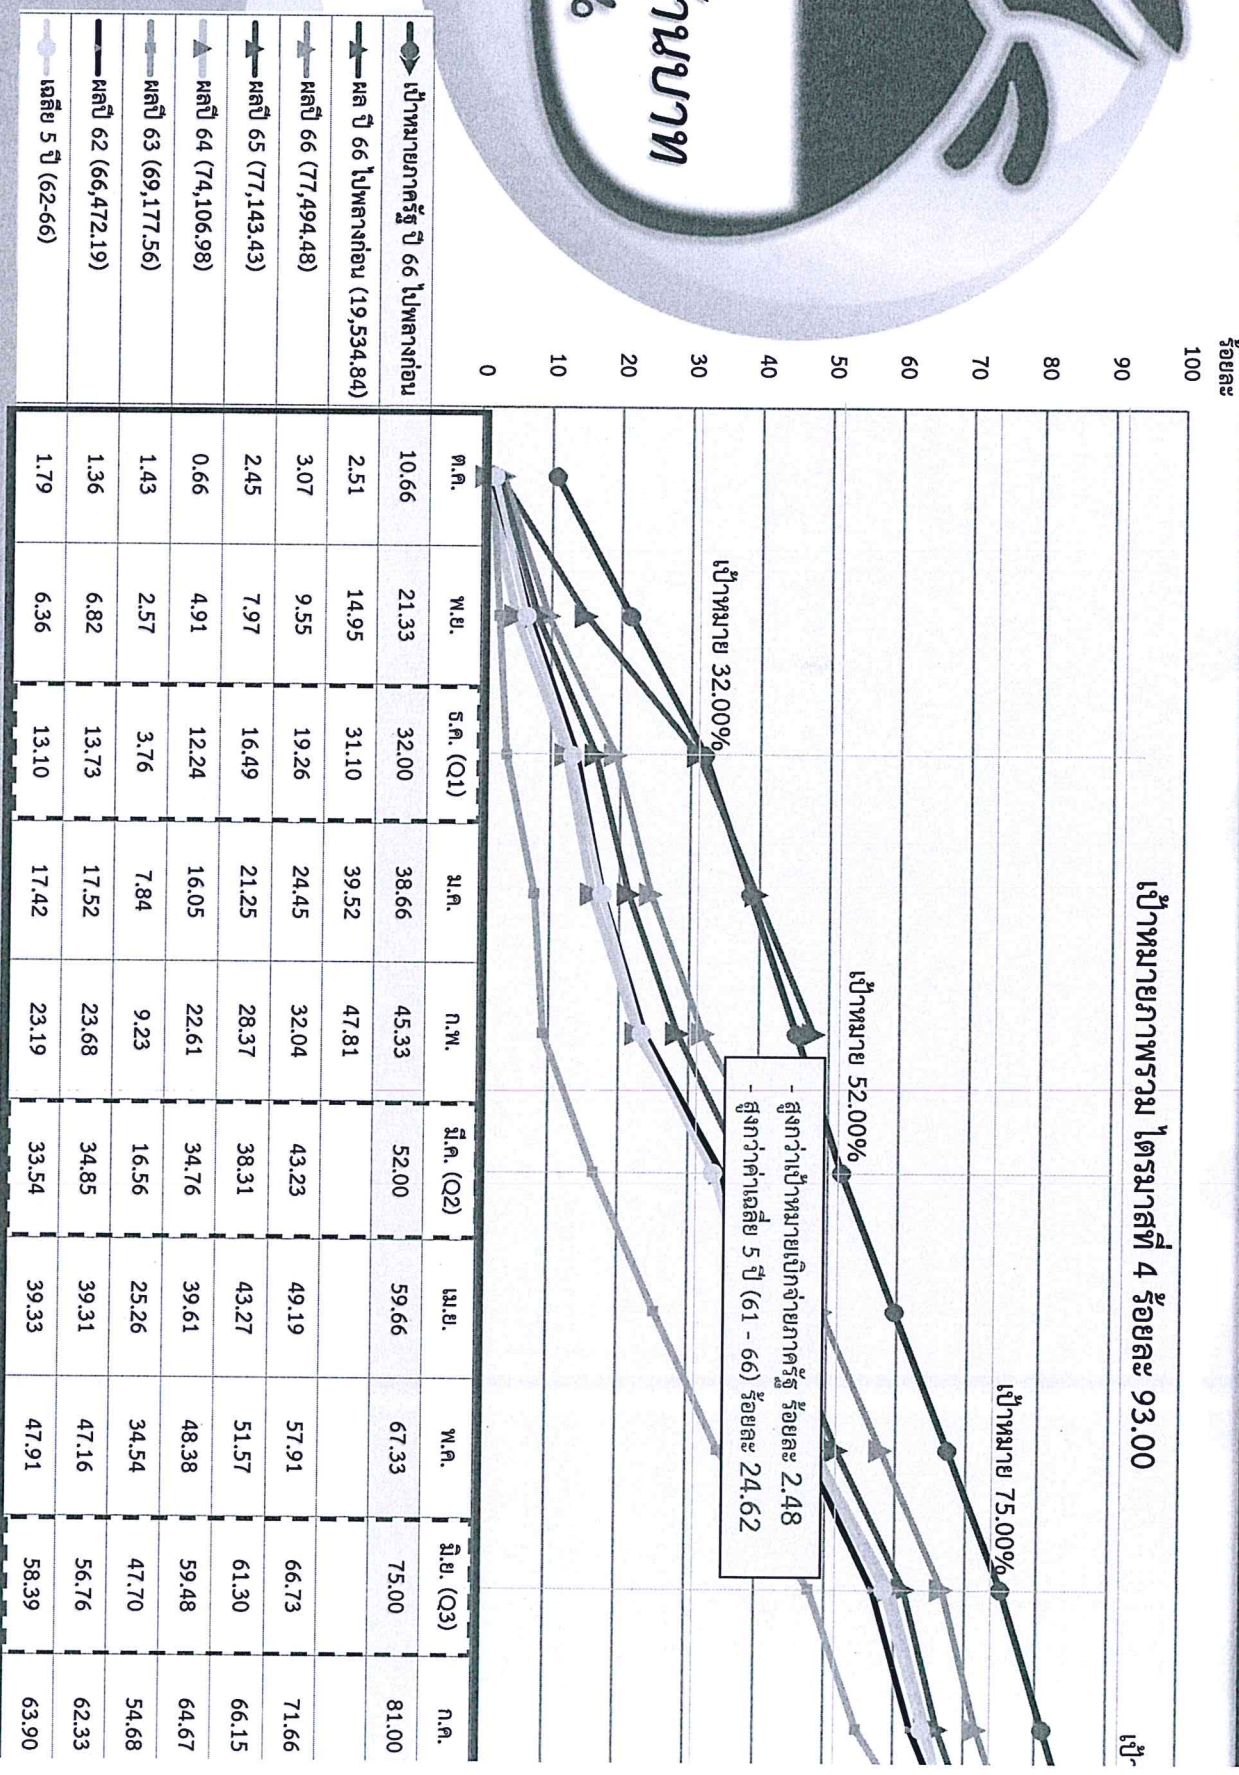 ้านบาท
%
ร้อยละ
เป้าหมายภาพรวม ไตรมาสที่ 4 ร้อยละ 93.00
เป้า
100
90
80
70
60
50
40
30
20
10
0
เป้าหมาย 32.00%
เป้าหมาย 52.00%
เป้าหมาย 75.00%
- สูงกว่าเป้าหมายเบิกจ่ายภาครัฐ ร้อยละ 2.48
- สูงกว่าค่าเฉลี่ย 5 ปี (61 - 66) ร้อยละ 24.62
ต.ค. พ.ย. ธ.ค. (Q1) ม.ค. ก.พ. มี.ค. (Q2) เม.ย. พ.ค. มิ.ย. (Q3) ก.ค.
เป้าหมายภาครัฐ ปี 66 ไปพลางก่อน 10.66 21.33 32.00 38.66 45.33 52.00 59.66 67.33 75.00 81.00
ผล ปี 66 ไปพลางก่อน (19,534.84) 2.51 14.95 31.10 39.52 47.81
ผลปี 66 (77,494.48) 3.07 9.55 19.26 24.45 32.04 43.23 49.19 57.91 66.73 71.66
ผลปี 65 (77,143.43) 2.45 7.97 16.49 21.25 28.37 38.31 43.27 51.57 61.30 66.15
ผลปี 64 (74,106.98) 0.66 4.91 12.24 16.05 22.61 34.76 39.61 48.38 59.48 64.67
ผลปี 63 (69,177.56) 1.43 2.57 3.76 7.84 9.23 16.56 25.26 34.54 47.70 54.68
ผลปี 62 (66,472.19) 1.36 6.82 13.73 17.52 23.68 34.85 39.31 47.16 56.76 62.33
เฉลี่ย 5 ปี (62-66) 1.79 6.36 13.10 17.42 23.19 33.54 39.33 47.91 58.39 63.90